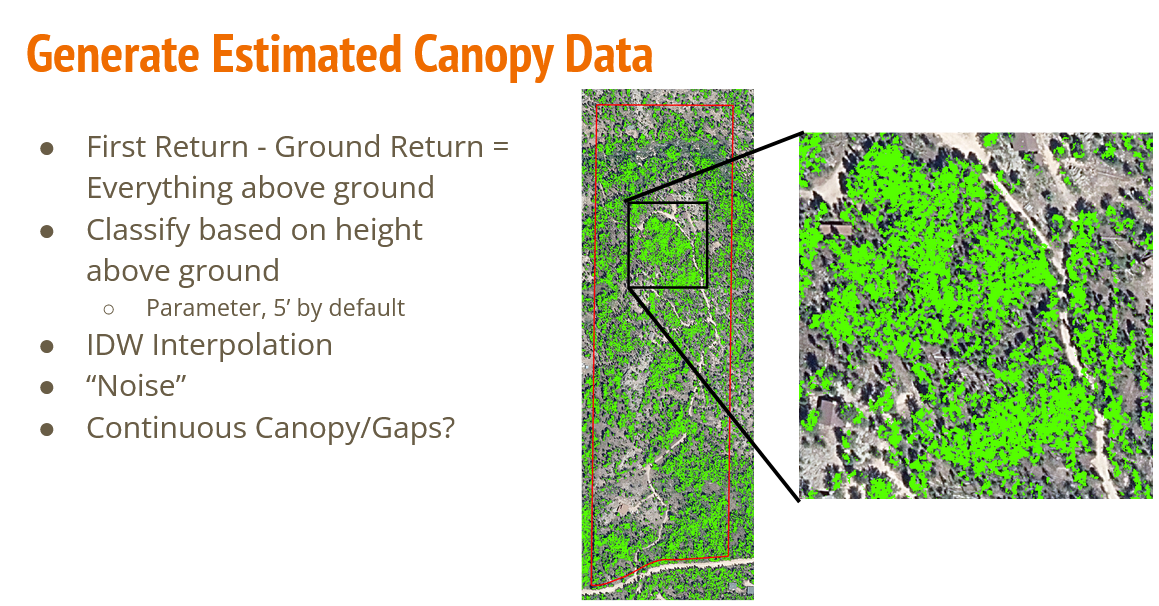 Generate Estimated Canopy Data
● First Return - Ground Return =
Everything above ground
● Classify based on height
above ground
○ Parameter, 5’ by default
● IDW Interpolation
● “Noise”
● Continuous Canopy/Gaps?